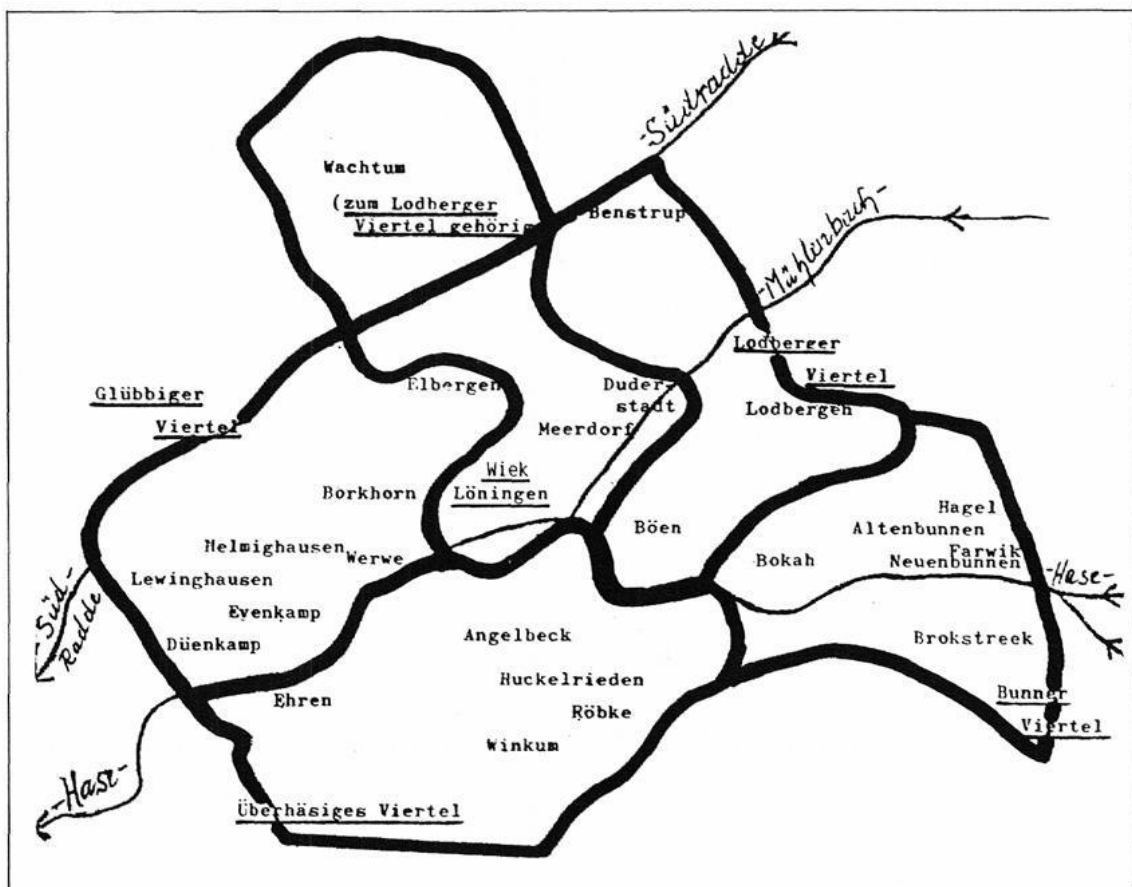 -Südradde-
Wachtum
(zum Lodberger
Viertel gehörig
Benstrup
-Mühlenbach-
Lodberger
Viertel
Glübbiger
Viertel
Elbergen
Duder-
stadt
Lodbergen
Meerdorf
Wiek
Löningen
Borkhorn
Hagel
Altenbunnen
Böen
Helmighausen
Farwik
Werwe
Bokah
Neuenbunnen
-Hase-
Lewinghausen
-Süd-
Radde
Evenkamp
Düenkamp
Angelbeck
Brokstreek
Huckelrieden
Ehren
Röbke
Bunner
Viertel
Winkum
-Hase-
Überhäsiges Viertel